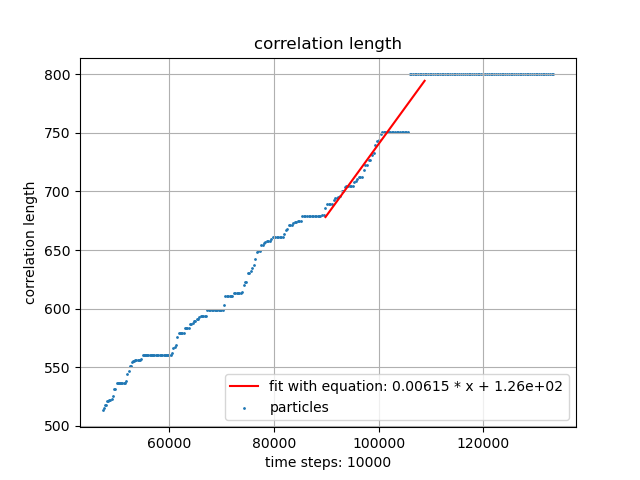 correlation length
800
750
700
650
600
550
500
correlation length
60000
80000
100000
120000
time steps: 10000
fit with equation: 0.00615 * x + 1.26e+02
particles